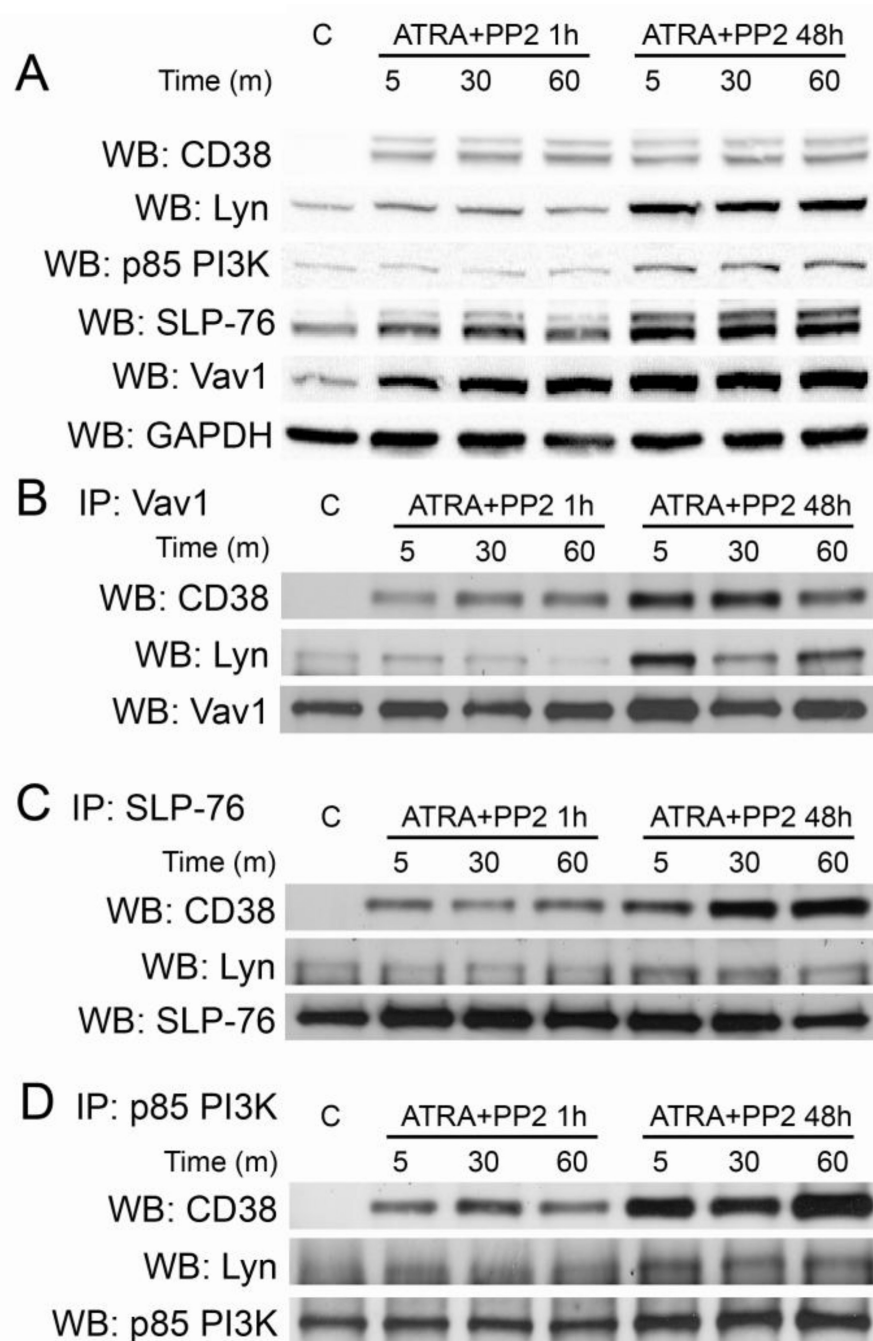 C ATRA+PP2 1h ATRA+PP2 48h
A Time (m) 5 30 60 5 30 60
WB: CD38
WB: Lyn
WB: p85 PI3K
WB: SLP-76
WB: Vav1
WB: GAPDH
B IP: Vav1 C ATRA+PP2 1h ATRA+PP2 48h
Time (m) 5 30 60 5 30 60
WB: CD38
WB: Lyn
WB: Vav1
C IP: SLP-76 C ATRA+PP2 1h ATRA+PP2 48h
Time (m) 5 30 60 5 30 60
WB: CD38
WB: Lyn
WB: SLP-76
D IP: p85 PI3K C ATRA+PP2 1h ATRA+PP2 48h
Time (m) 5 30 60 5 30 60
WB: CD38
WB: Lyn
WB: p85 PI3K